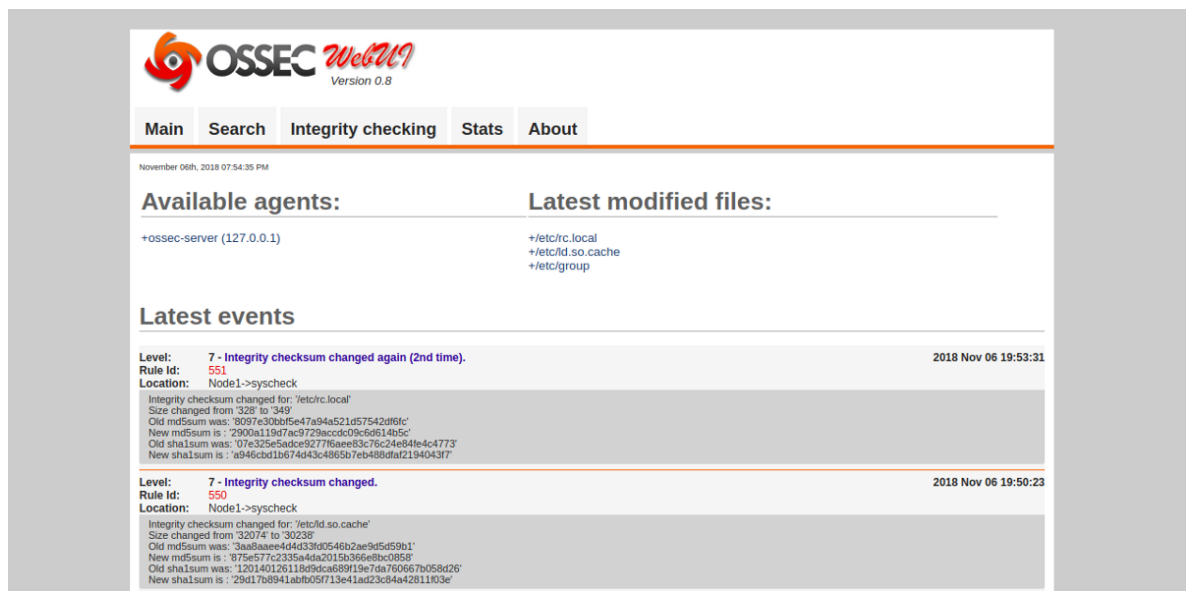 OSSEC WebUI
Version 0.8
Main Search Integrity checking Stats About
November 06th, 2018 07:54:35 PM
Available agents:
+ossec-server (127.0.0.1)
Latest modified files:
+/etc/rc.local
+/etc/ld.so.cache
+/etc/group
Latest events
Level: 7 - Integrity checksum changed again (2nd time). 2018 Nov 06 19:53:31
Rule Id: 551
Location: Node1->syscheck
Integrity checksum changed for: '/etc/rc.local'
Size changed from '328' to '349'
Old md5sum was: '8097e30bbf5e47a94a521d57542df6fc'
New md5sum is : '2900a119d7ac9729accdc09c6d614b5c'
Old sha1sum was: '07e325e5adce9277f6aee83c76c24e84fe4c4773'
New sha1sum is : 'a946cbd1b674d43c4865b7eb488dfaf2194043f7'
Level: 7 - Integrity checksum changed. 2018 Nov 06 19:50:23
Rule Id: 550
Location: Node1->syscheck
Integrity checksum changed for: '/etc/ld.so.cache'
Size changed from '32074' to '30238'
Old md5sum was: '3aa8aaee4d4d33fd0546b2ae9d5d59b1'
New md5sum is : '875e577c2335a4da2015b366e8bc0858'
Old sha1sum was: '120140126118d9dca689f19e7da760667b058d26'
New sha1sum is : '29d17b8941abfb05f713e41ad23c84a42811f03e'